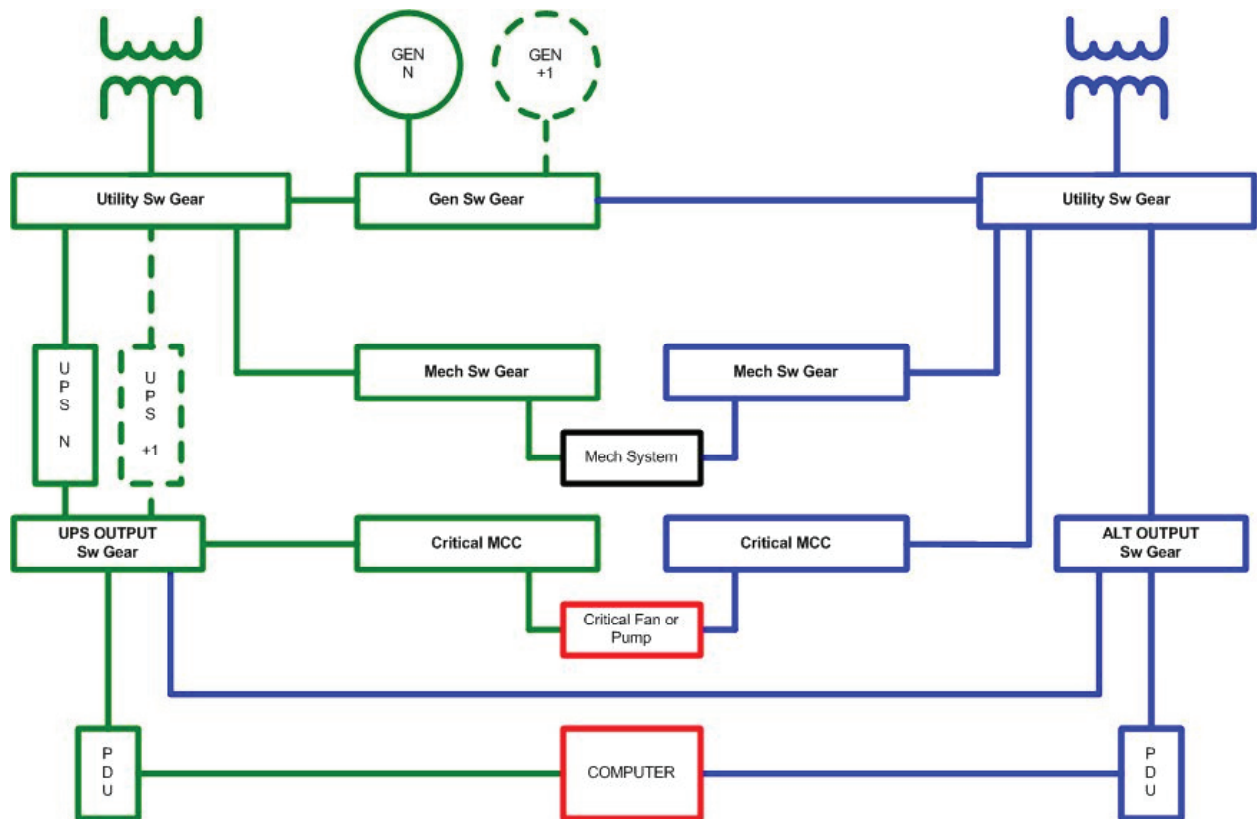 GEN
N
GEN
+1
Utility Sw Gear
Gen Sw Gear
Utility Sw Gear
U
P
S
N
U
P
S
+1
Mech Sw Gear
Mech Sw Gear
Mech System
UPS OUTPUT
Sw Gear
Critical MCC
Critical MCC
ALT OUTPUT
Sw Gear
Critical Fan or
Pump
P
D
U
COMPUTER
P
D
U